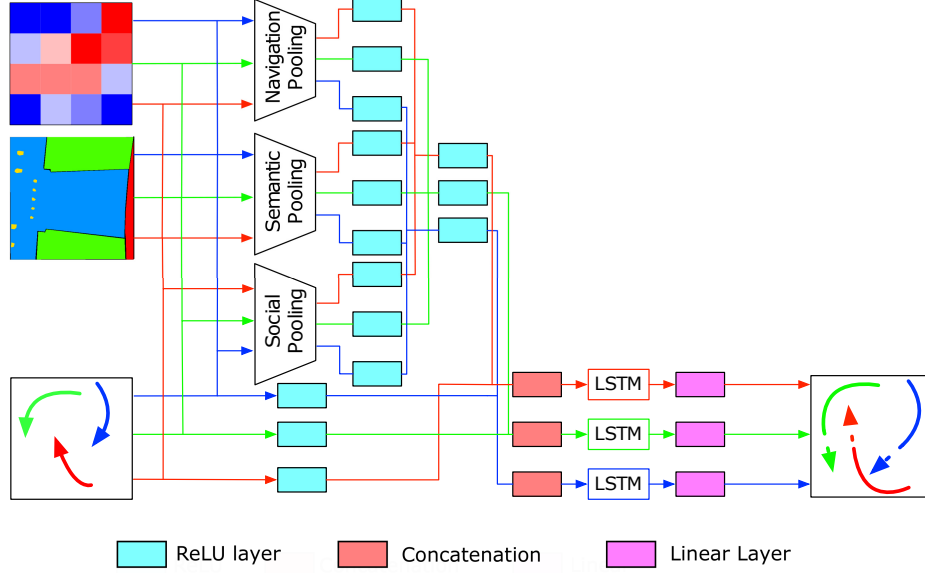 Navigation
Pooling
Semantic
Pooling
Social
Pooling
LSTM
LSTM
LSTM
ReLU layer
Concatenation
Linear Layer